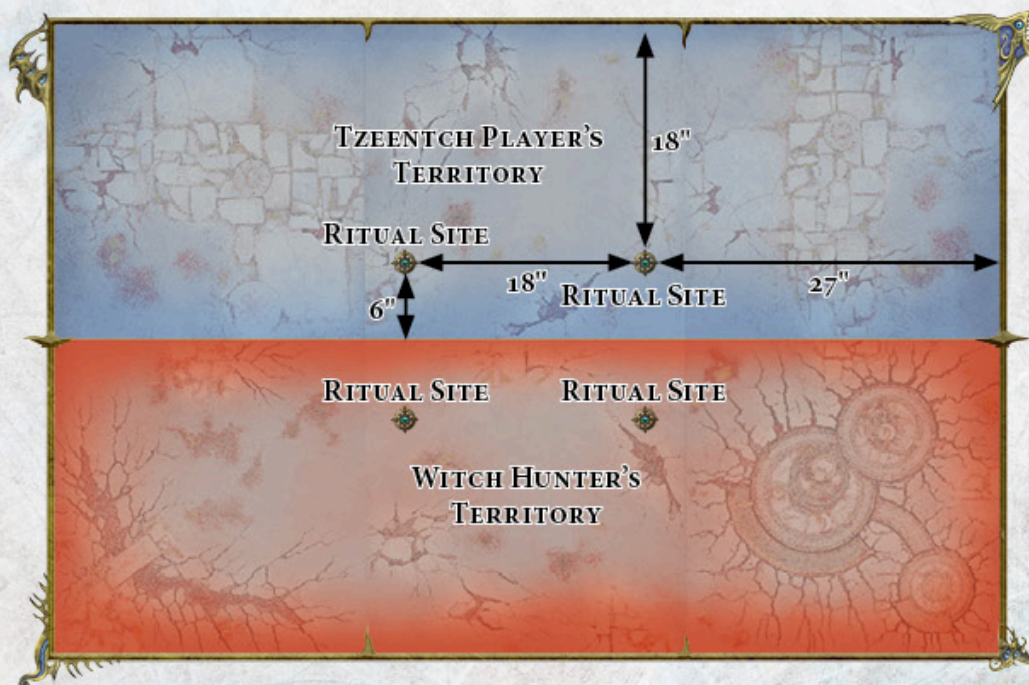 Tzeentch Player's
Territory
18"
Ritual Site
18"
27"
Ritual Site
6"
Ritual Site
Ritual Site
Witch Hunter's
Territory